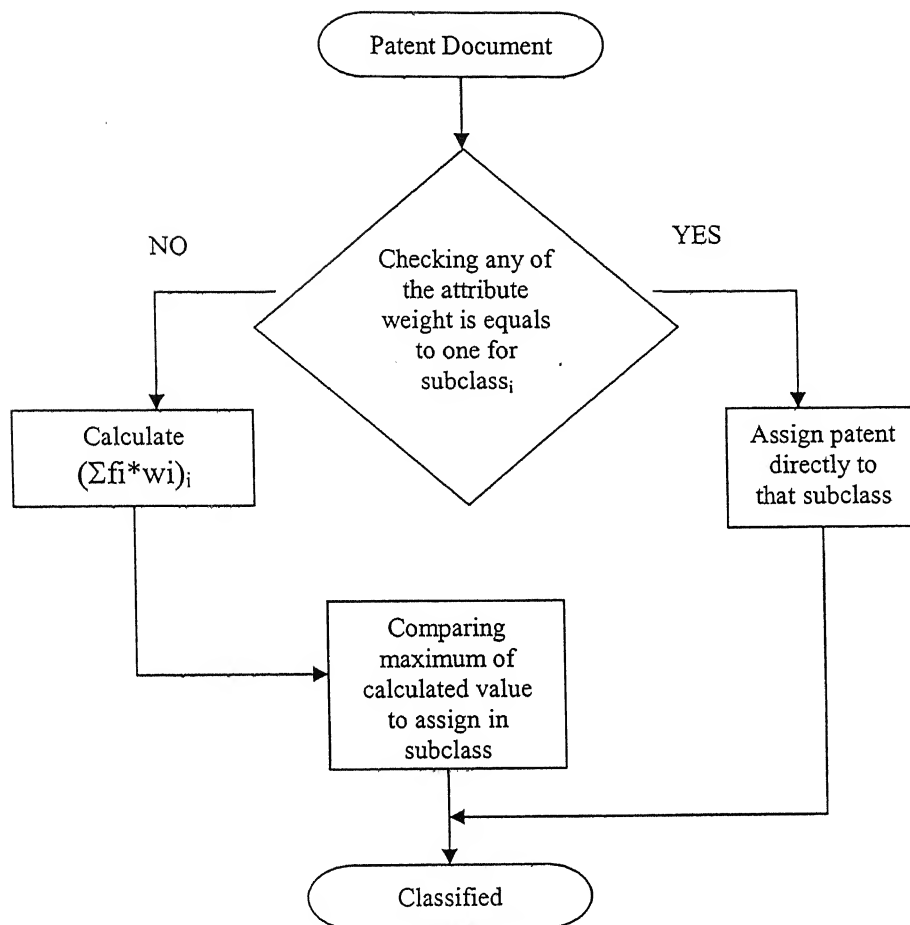 Patent Document
NO
YES
Checking any of
the attribute
weight is equals
to one for
subclassᵢ
Calculate
(Σfi*wi)ᵢ
Assign patent
directly to
that subclass
Comparing
maximum of
calculated value
to assign in
subclass
Classified